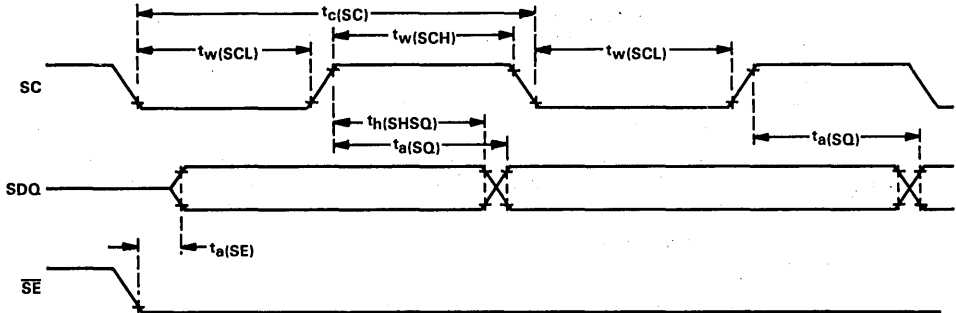 tc(SC)
tw(SCL) tw(SCH) tw(SCL)
SC
th(SHSQ)
ta(SQ) ta(SQ)
SDQ
ta(SE)
SE